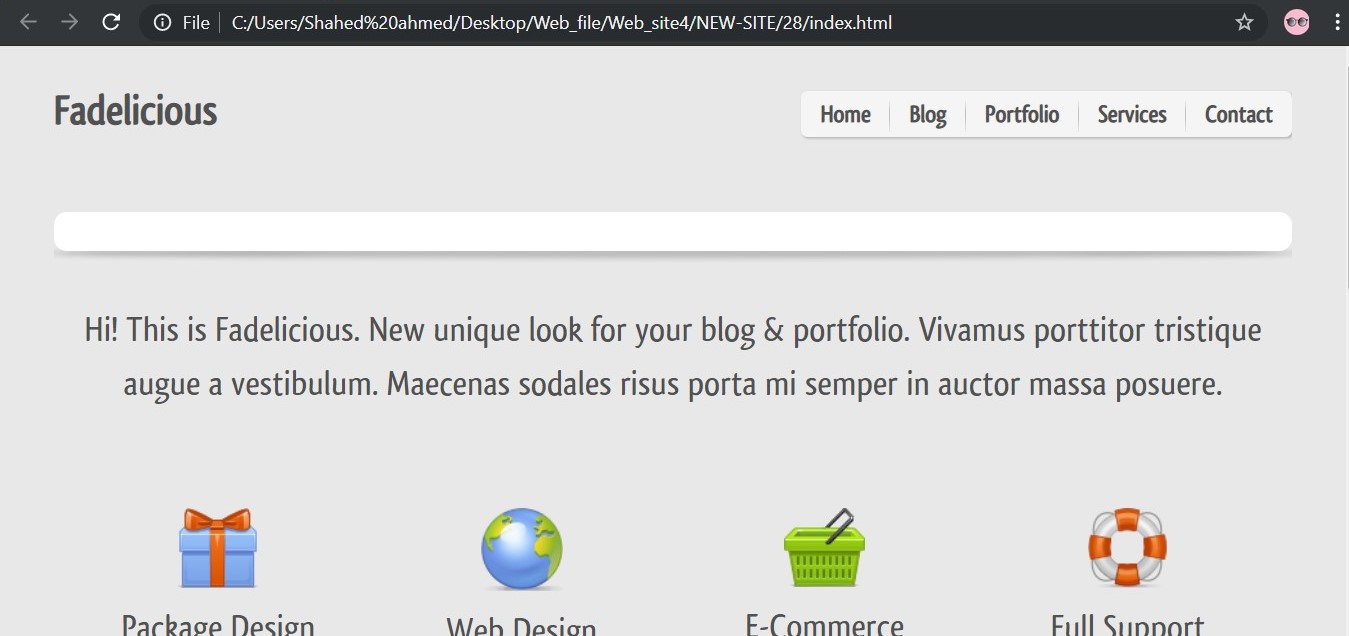 File C:/Users/Shahed%20ahmed/Desktop/Web_file/Web_site4/NEW-SITE/28/index.html
Fadelicious
Home Blog Portfolio Services Contact
Hi! This is Fadelicious. New unique look for your blog & portfolio. Vivamus porttitor tristique
augue a vestibulum. Maecenas sodales risus porta mi semper in auctor massa posuere.
Package Design Web Design E-Commerce Full Support